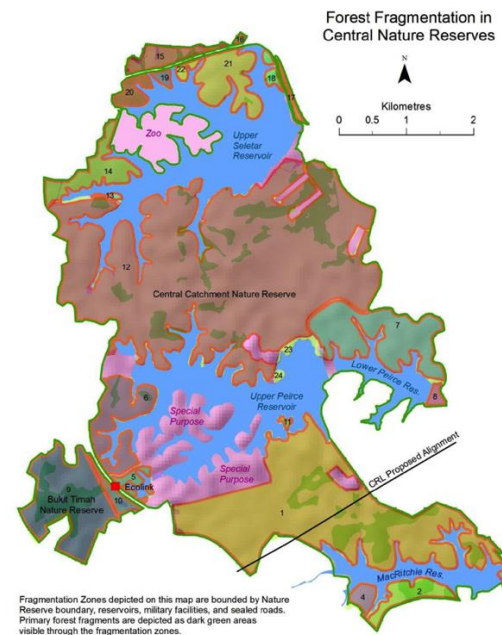 Forest Fragmentation in
Central Nature Reserves
N
Kilometres
0 0.5 1 2
16
15
22
21
19
18
20
17
Zoo
Upper
Seletar
Reservoir
14
13
12
Central Catchment Nature Reserve
7
23
24
Lower Peirce Res.
8
6
Special
Purpose
Upper Peirce
Reservoir
11
Special
Purpose
CRL Proposed Alignment
5
Ecolink
9
10
Bukit Timah
Nature Reserve
1
MacRitchie Res.
4
2
Fragmentation Zones depicted on this map are bounded by Nature
Reserve boundary, reservoirs, military facilities, and sealed roads.
Primary forest fragments are depicted as dark green areas
visible through the fragmentation zones.